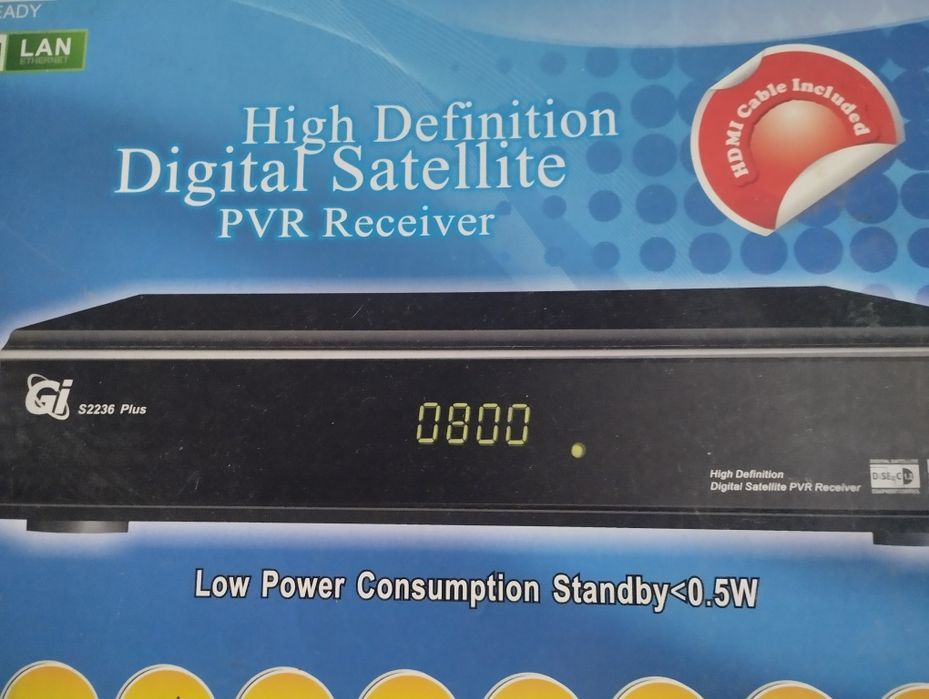 EADY
LAN
ETHERNET
High Definition
Digital Satellite
PVR Receiver
HDMI Cable Included
Gi
S2236 Plus
0800
High Definition
Digital Satellite PVR Receiver
DiSEqC
Low Power Consumption Standby<0.5W